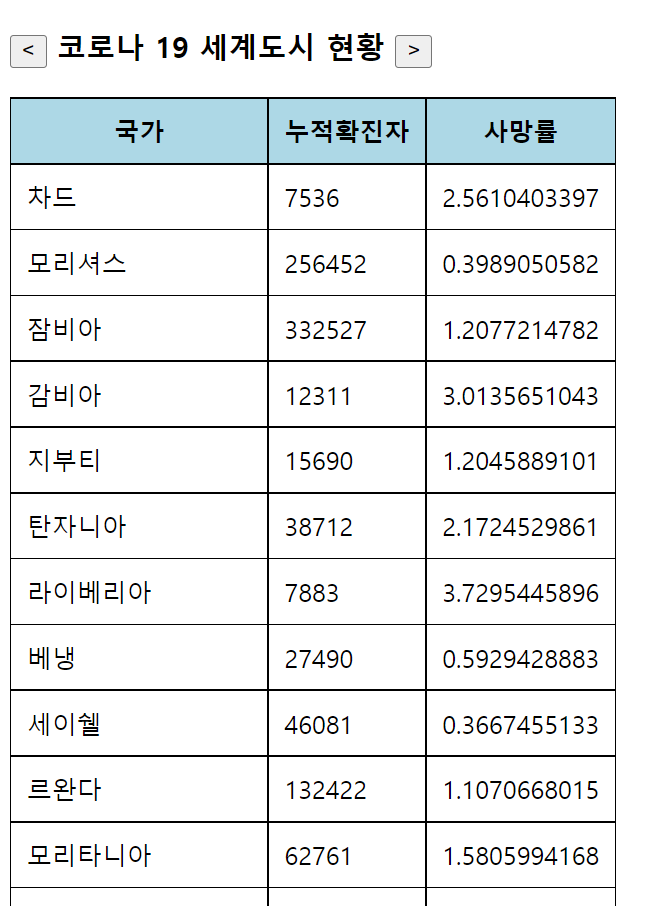 < 코로나 19 세계도시 현황 >
국가 누적확진자 사망률
차드 7536 2.5610403397
모리셔스 256452 0.3989050582
잠비아 332527 1.2077214782
감비아 12311 3.0135651043
지부티 15690 1.2045889101
탄자니아 38712 2.1724529861
라이베리아 7883 3.7295445896
베냉 27490 0.5929428883
세이쉘 46081 0.3667455133
르완다 132422 1.1070668015
모리타니아 62761 1.5805994168